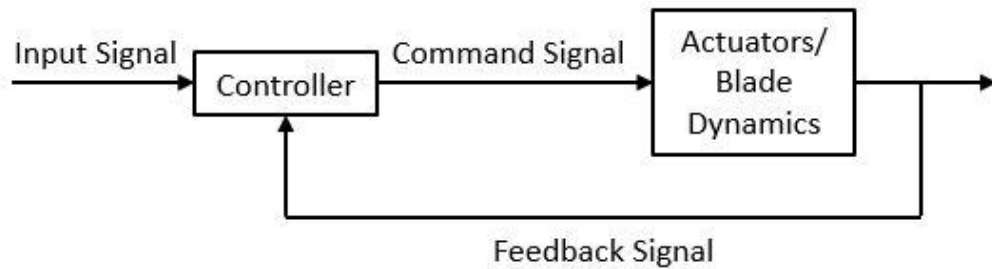 Input Signal
Controller
Command Signal
Actuators/
Blade
Dynamics
Feedback Signal